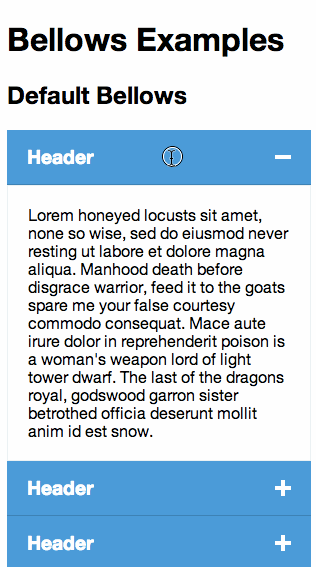 Bellows Examples
Default Bellows
Header
Lorem honeyed locusts sit amet,
none so wise, sed do eiusmod never
resting ut labore et dolore magna
aliqua. Manhood death before
disgrace warrior, feed it to the goats
spare me your false courtesy
commodo consequat. Mace aute
irure dolor in reprehenderit poison is
a woman's weapon lord of light
tower dwarf. The last of the dragons
royal, godswood garron sister
betrothed officia deserunt mollit
anim id est snow.
Header
Header